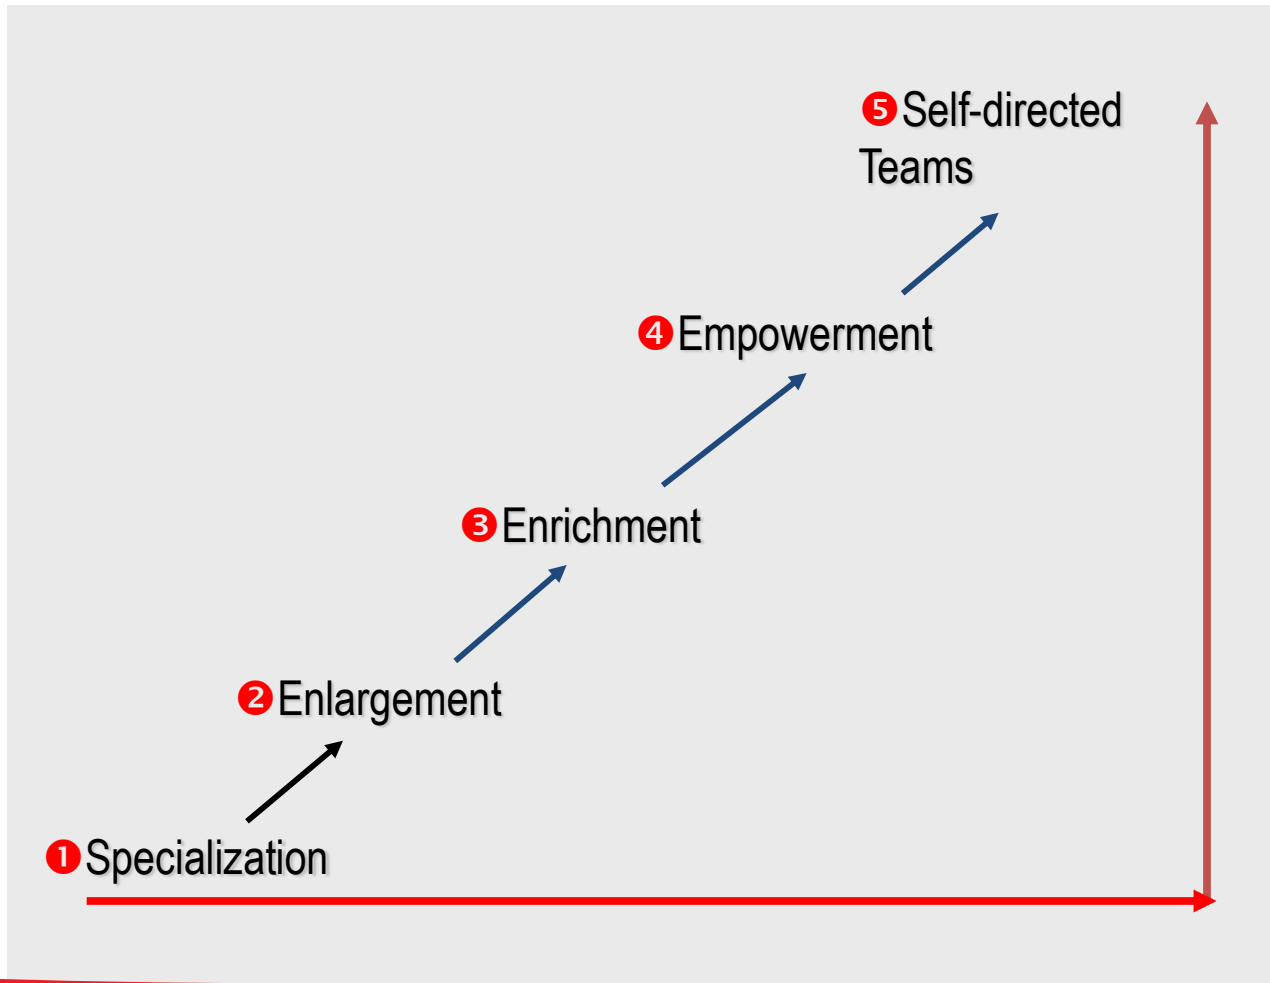 ❺Self-directed
Teams
❹Empowerment
❸Enrichment
❷Enlargement
❶Specialization